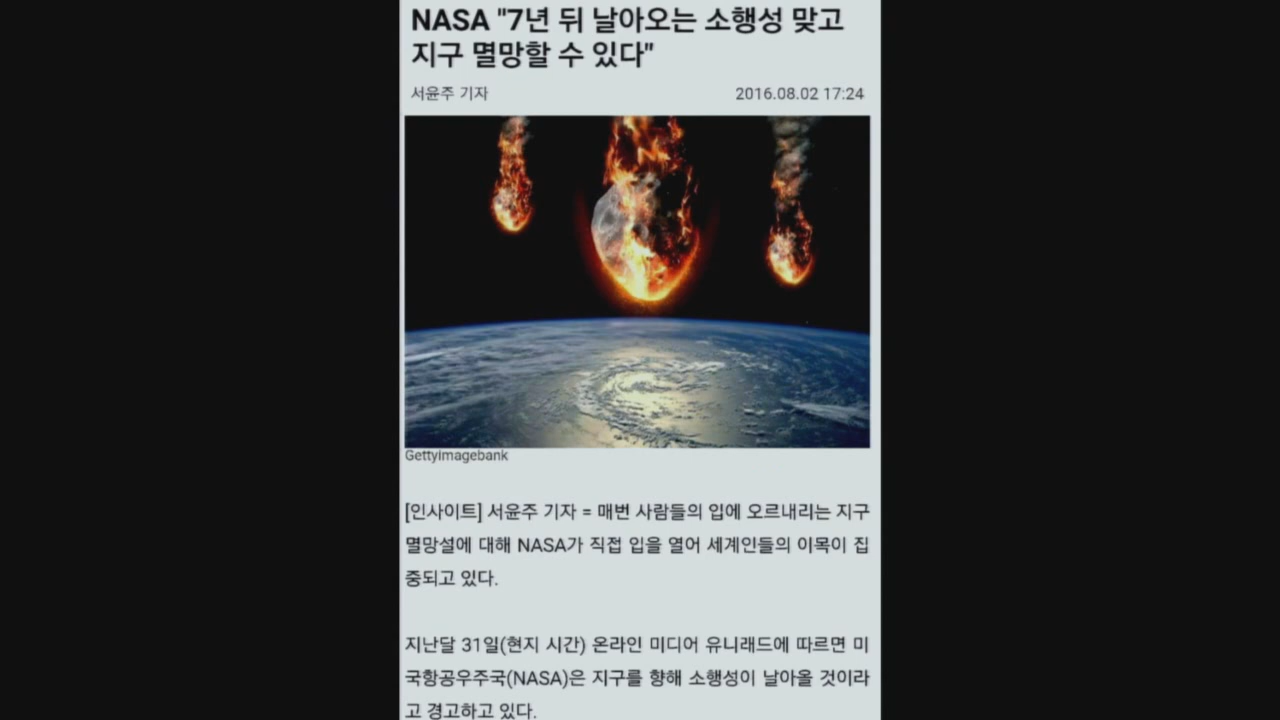 NASA "7년 뒤 날아오는 소행성 맞고
지구 멸망할 수 있다"
서윤주 기자 2016.08.02 17:24
GettyImagebank
[인사이트] 서윤주 기자 = 매번 사람들의 입에 오르내리는 지구
멸망설에 대해 NASA가 직접 입을 열어 세계인들의 이목이 집
중되고 있다.
지난달 31일(현지 시간) 온라인 미디어 유니래드에 따르면 미
국항공우주국(NASA)은 지구를 향해 소행성이 날아올 것이라
고 경고하고 있다.